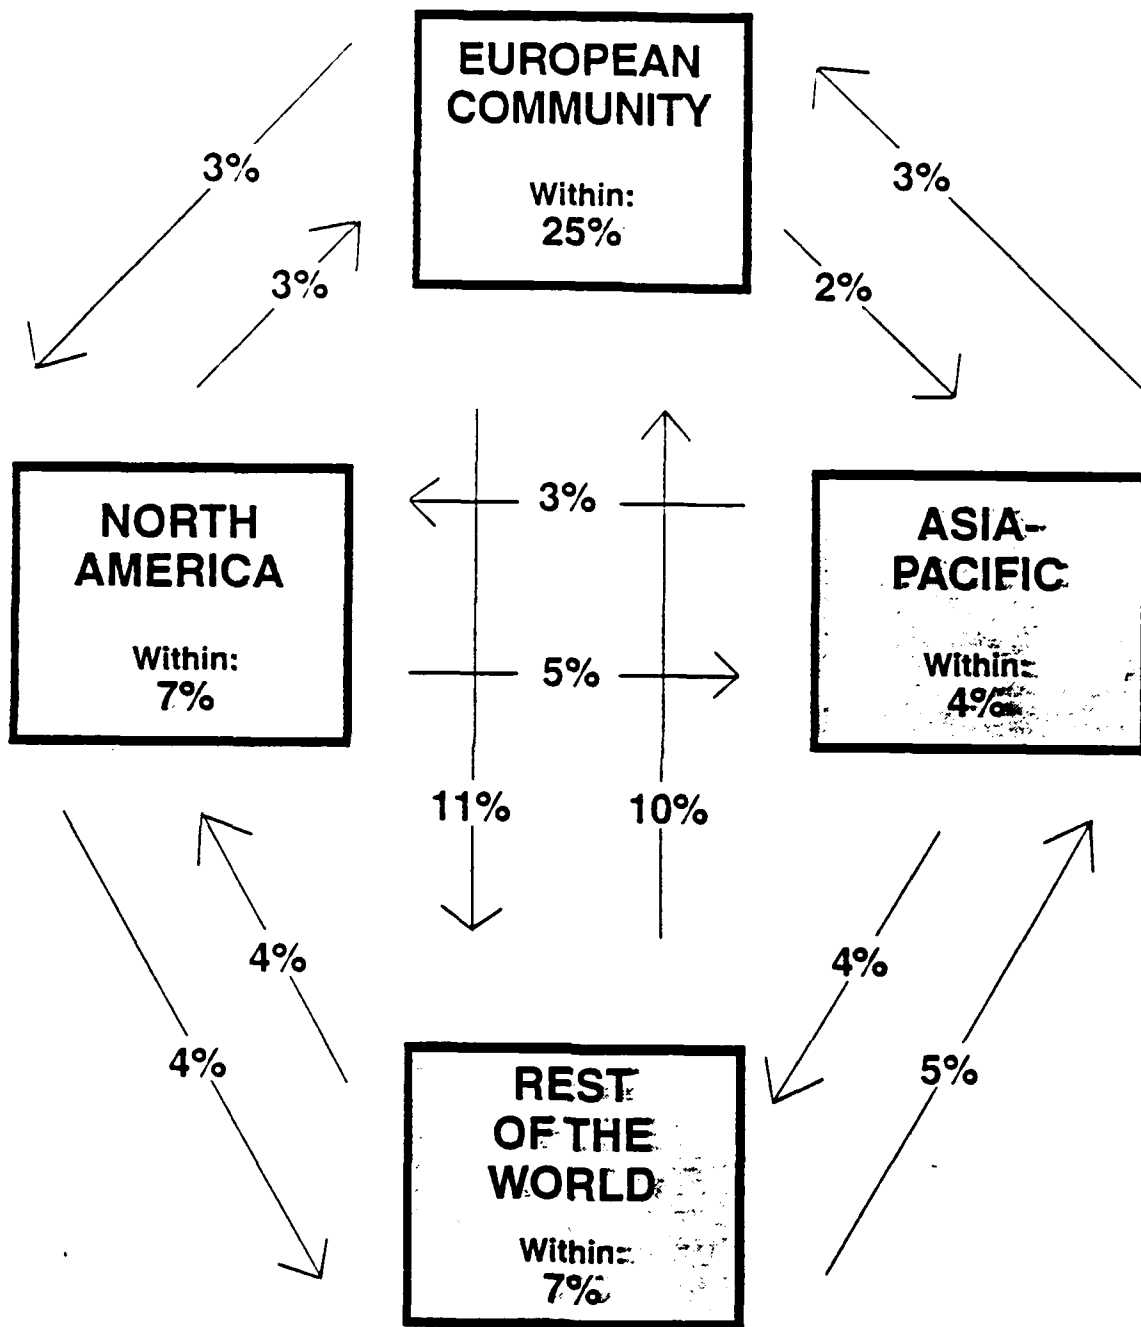 EUROPEAN
COMMUNITY
Within:
25%
3%
3%
3%
2%
NORTH
AMERICA
Within:
7%
3%
5%
ASIA-
PACIFIC
Within:
4%
11%
10%
4%
4%
4%
5%
REST
OF THE
WORLD
Within:
7%